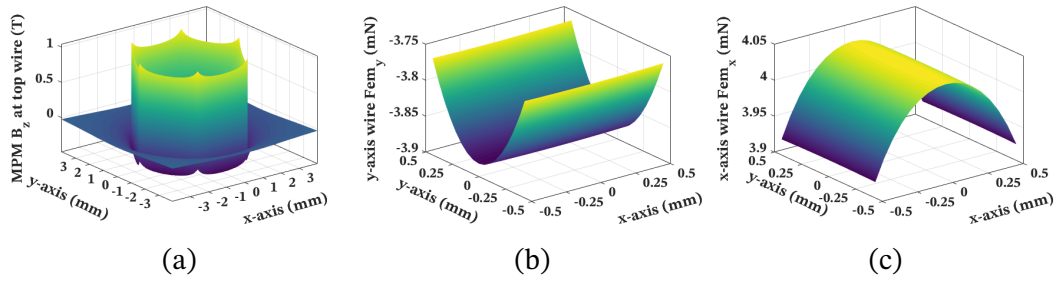 MPM B_z at top wire (T)
1
0.5
0
3 2 1 0 -1 -2 -3
y-axis (mm)
-3 -2 -1 0 1 2 3
x-axis (mm)
(a)
y-axis wire Fem_y (mN)
-3.75
-3.8
-3.85
-3.9
0.5 0.25 0 -0.25 -0.5
y-axis (mm)
-0.5 -0.25 0 0.25 0.5
x-axis (mm)
(b)
x-axis wire Fem_x (mN)
4.05
4
3.95
3.9
0.5 0.25 0 -0.25 -0.5
y-axis (mm)
-0.5 -0.25 0 0.25 0.5
x-axis (mm)
(c)